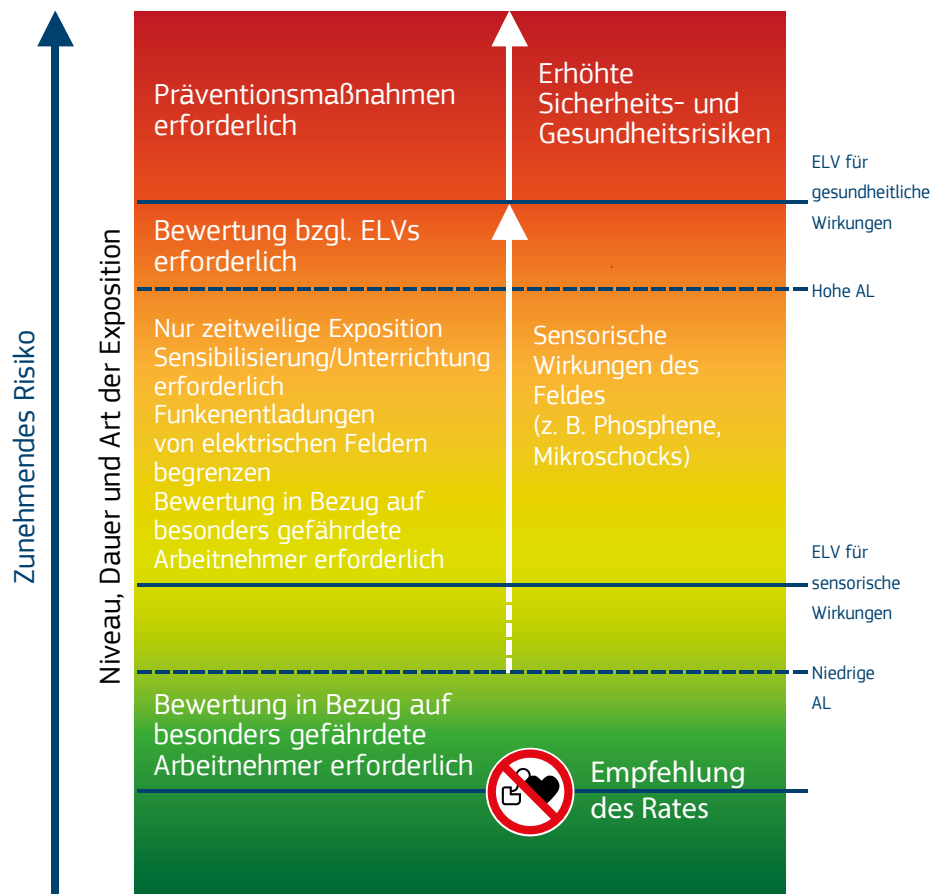 Zunehmendes Risiko
Niveau, Dauer und Art der Exposition
Präventionsmaßnahmen
erforderlich
Erhöhte
Sicherheits- und
Gesundheitsrisiken
ELV für
gesundheitliche
Wirkungen
Bewertung bzgl. ELVs
erforderlich
Hohe AL
Nur zeitweilige Exposition
Sensibilisierung/Unterrichtung
erforderlich
Funkenentladungen
von elektrischen Feldern
begrenzen
Bewertung in Bezug auf
besonders gefährdete
Arbeitnehmer erforderlich
Sensorische
Wirkungen des
Feldes
(z. B. Phosphene,
Mikroschocks)
ELV für
sensorische
Wirkungen
Niedrige
AL
Bewertung in Bezug auf
besonders gefährdete
Arbeitnehmer erforderlich
Empfehlung
des Rates